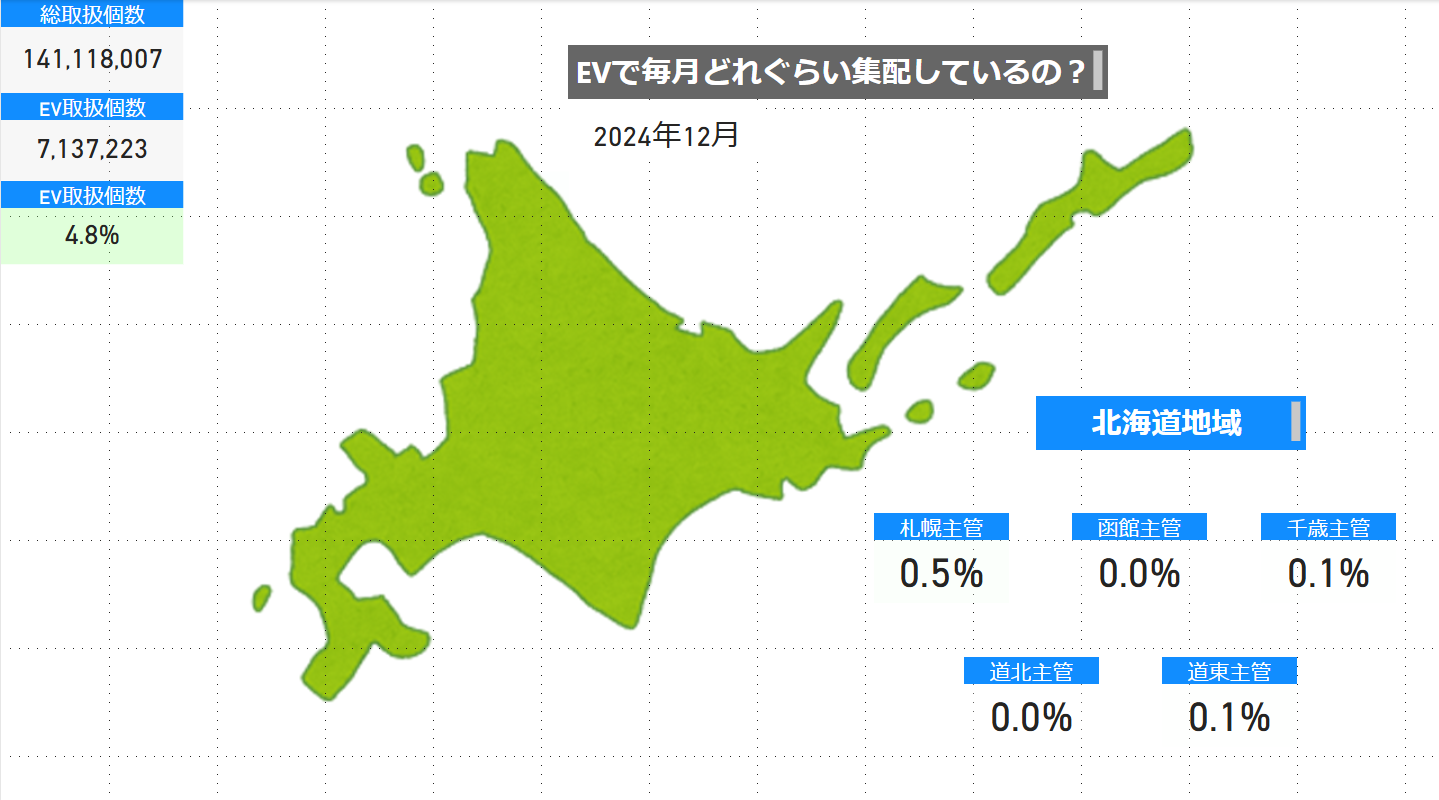 総取扱個数
141,118,007
EV取扱個数
7,137,223
EV取扱個数
4.8%
EVで毎月どれぐらい集配しているの？
2024年12月
北海道地域
札幌主管
0.5%
函館主管
0.0%
千歳主管
0.1%
道北主管
0.0%
道東主管
0.1%